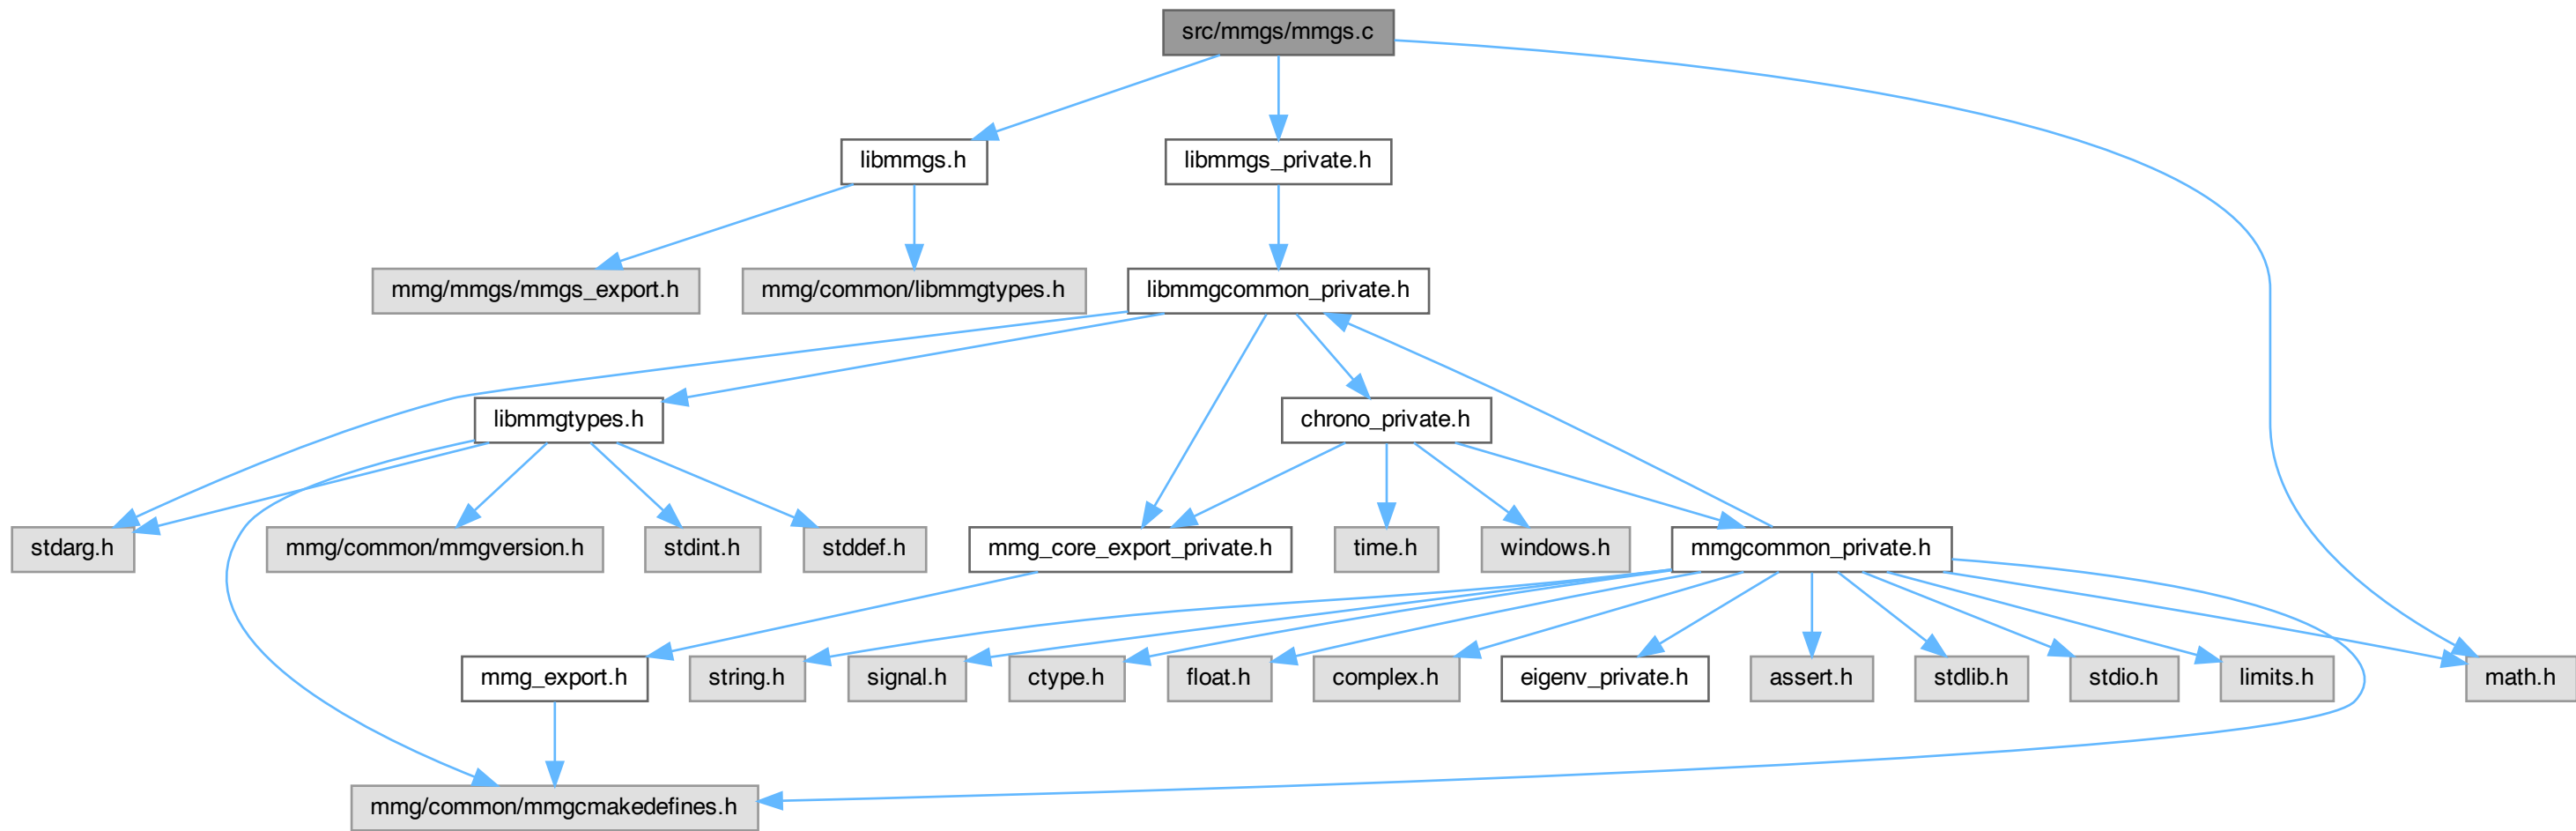 src/mmgs/mmgs.c
libmmgs.h
libmmgs_private.h
mmg/mmgs/mmgs_export.h
mmg/common/libmmgtypes.h
libmmgcommon_private.h
libmmgtypes.h
chrono_private.h
stdarg.h
mmg/common/mmgversion.h
stdint.h
stddef.h
mmg_core_export_private.h
time.h
windows.h
mmgcommon_private.h
mmg_export.h
string.h
signal.h
ctype.h
float.h
complex.h
eigenv_private.h
assert.h
stdlib.h
stdio.h
limits.h
math.h
mmg/common/mmgcmakedefines.h